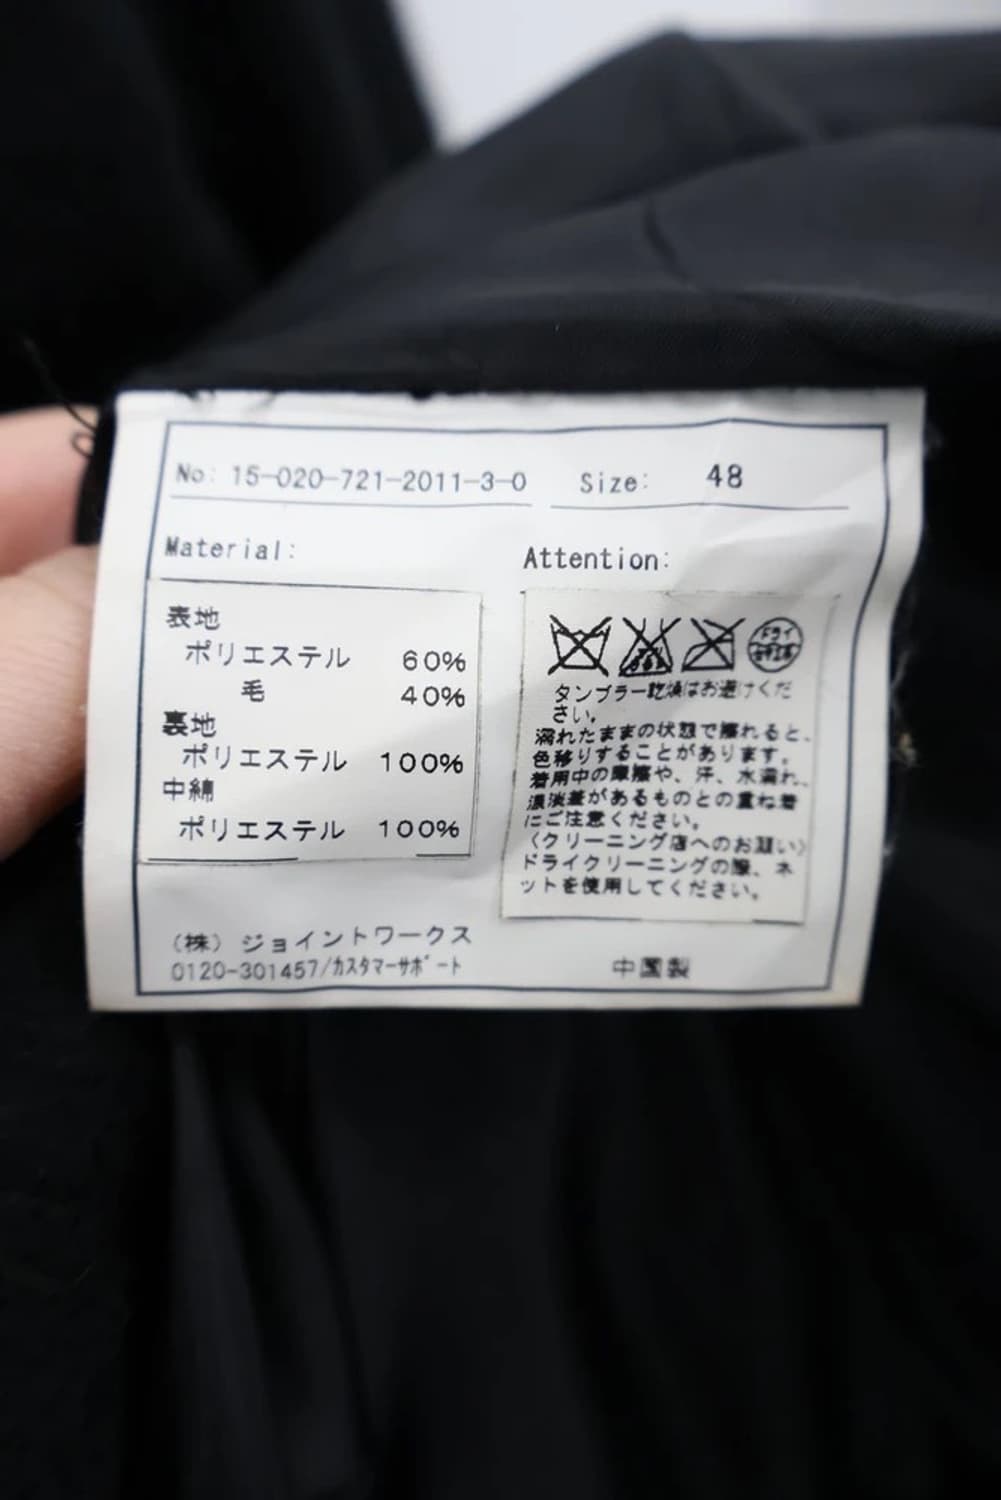 No: 15-020-721-2011-3-0 Size: 48
Material:
表地
ポリエステル 60%
毛 40%
裏地
ポリエステル 100%
中綿
ポリエステル 100%
Attention:
ドライ
タンブラー乾燥はお避けくだ
さい。
濡れたままの状態で擦れると、
色移りすることがあります。
着用中の摩擦や、汗、水濡れ、
濃淡差があるものとの重ね着
にご注意ください。
〈クリーニング店へのお願い〉
ドライクリーニングの際、ネ
ットを使用してください。
(株) ジョイントワークス
0120-301457/カスタマーサポート
中国製